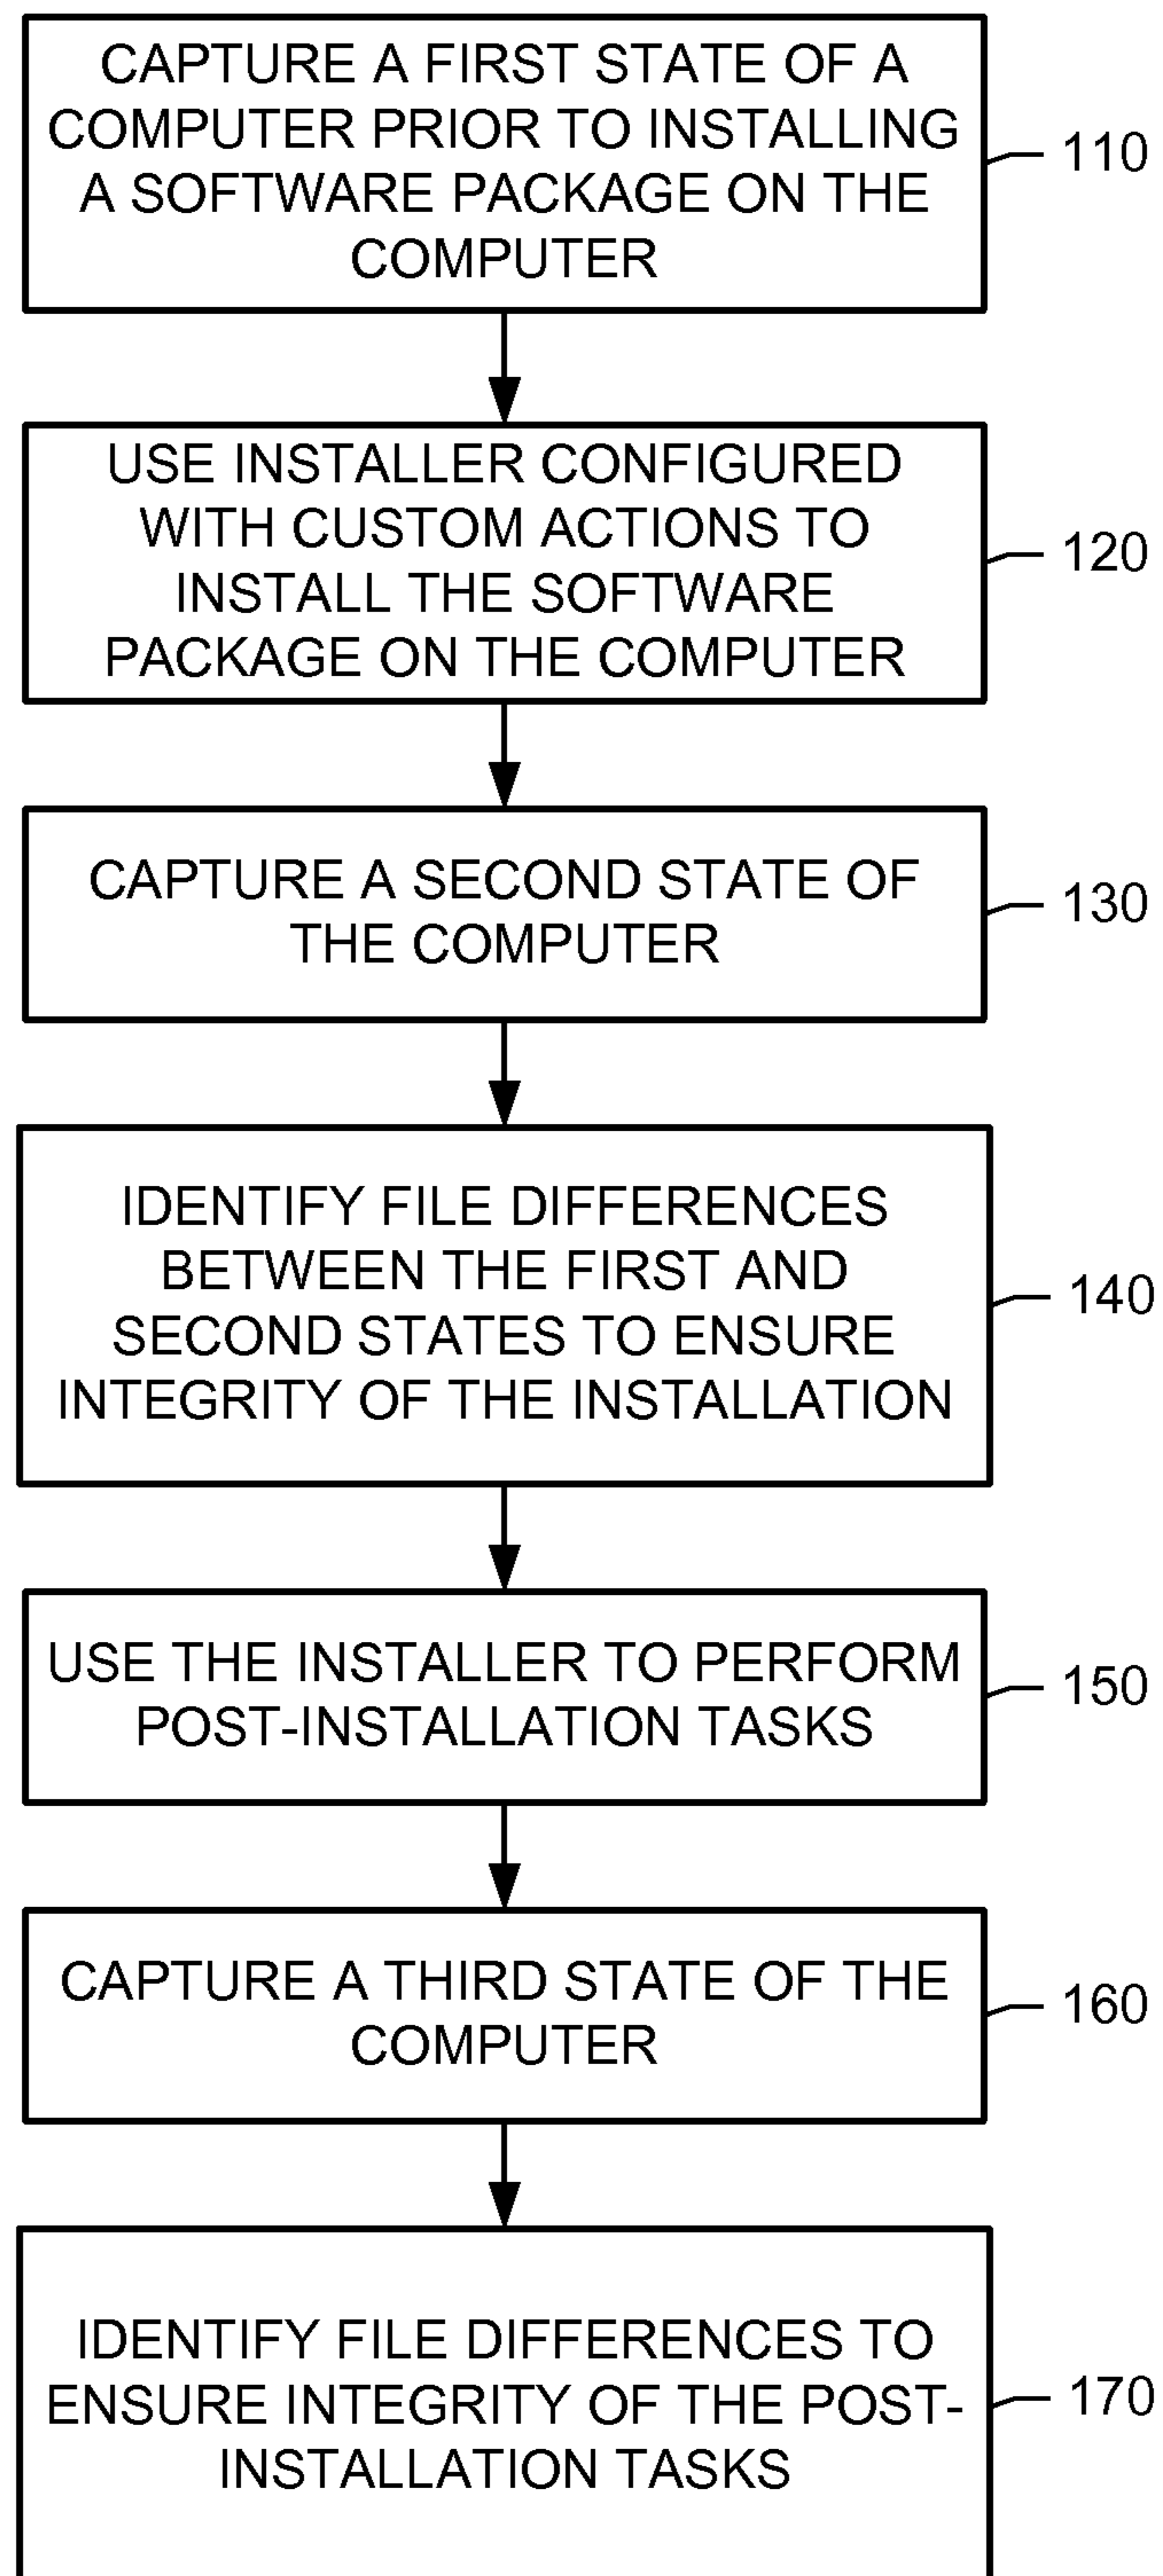 CAPTURE A FIRST STATE OF A
COMPUTER PRIOR TO INSTALLING
A SOFTWARE PACKAGE ON THE
COMPUTER
110
USE INSTALLER CONFIGURED
WITH CUSTOM ACTIONS TO
INSTALL THE SOFTWARE
PACKAGE ON THE COMPUTER
120
CAPTURE A SECOND STATE OF
THE COMPUTER
130
IDENTIFY FILE DIFFERENCES
BETWEEN THE FIRST AND
SECOND STATES TO ENSURE
INTEGRITY OF THE INSTALLATION
140
USE THE INSTALLER TO PERFORM
POST-INSTALLATION TASKS
150
CAPTURE A THIRD STATE OF THE
COMPUTER
160
IDENTIFY FILE DIFFERENCES TO
ENSURE INTEGRITY OF THE POST-
INSTALLATION TASKS
170